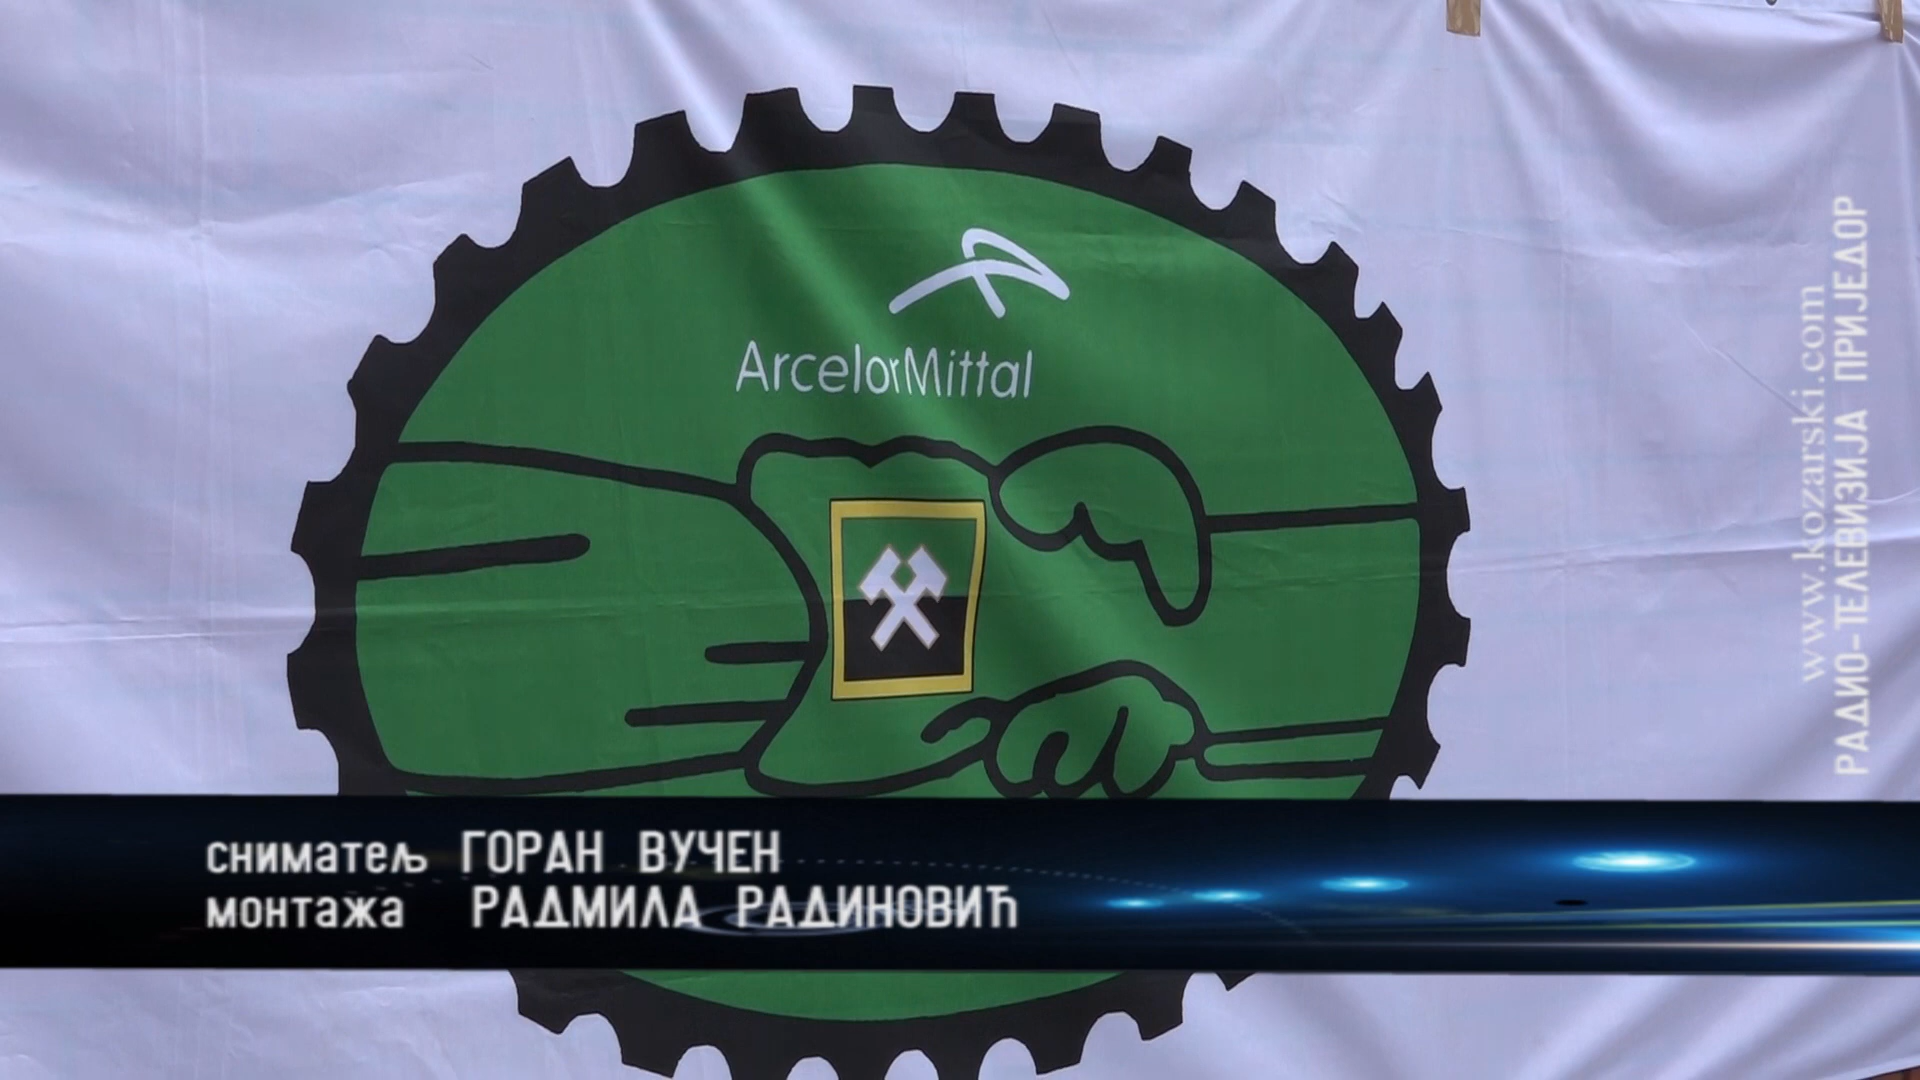 ArcelorMittal
www.kozarski.com
РАДИО-ТЕЛЕВИЗИЈА ПРИЈЕДОР
сниматељ ГОРАН ВУЧЕН
монтажа РАДМИЛА РАДИНОВИЋ